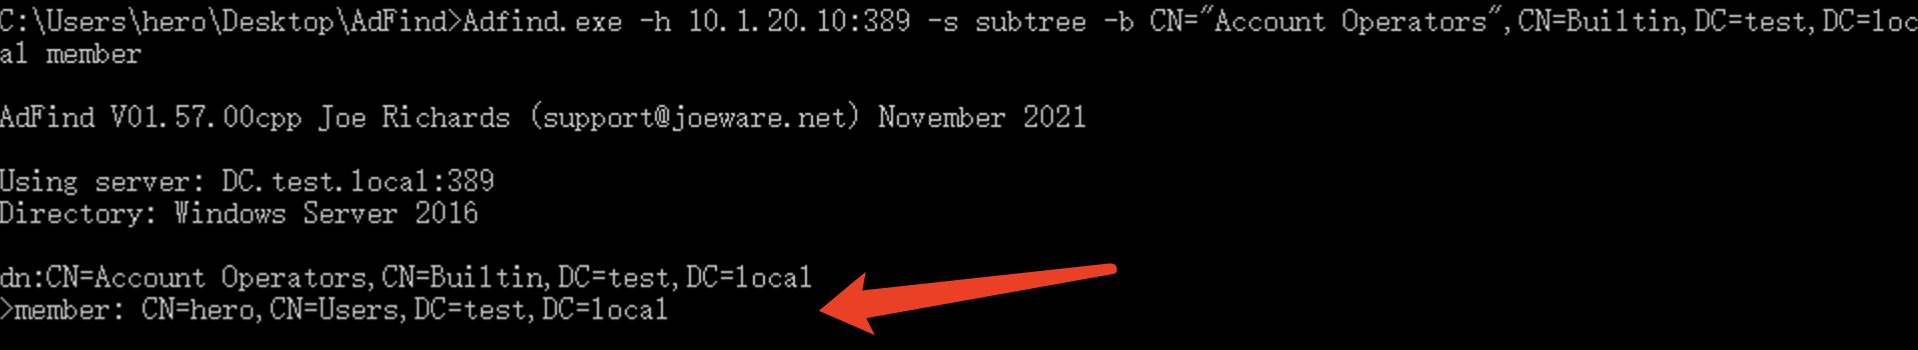 C:\Users\hero\Desktop\AdFind>Adfind.exe -h 10.1.20.10:389 -s subtree -b CN="Account Operators",CN=Builtin,DC=test,DC=loc
al member
AdFind V01.57.00cpp Joe Richards (support@joeware.net) November 2021
Using server: DC.test.local:389
Directory: Windows Server 2016
dn:CN=Account Operators,CN=Builtin,DC=test,DC=local
>member: CN=hero,CN=Users,DC=test,DC=local